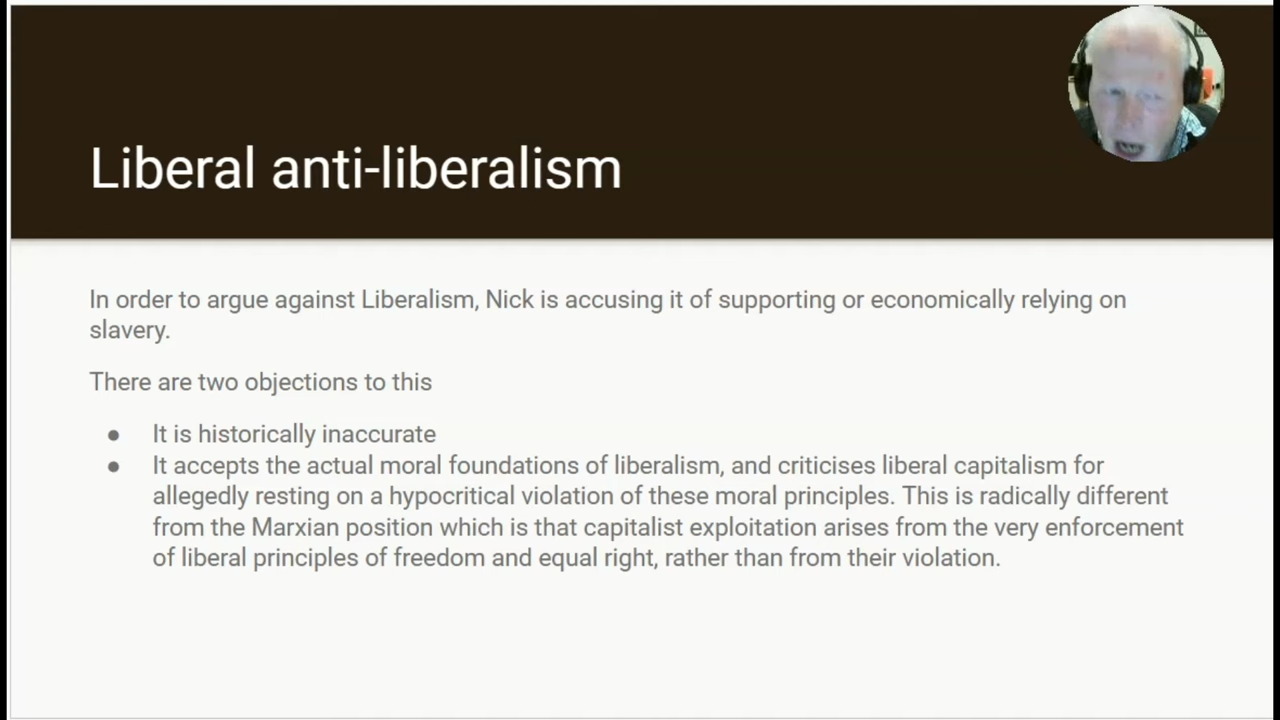 Liberal anti-liberalism
In order to argue against Liberalism, Nick is accusing it of supporting or economically relying on
slavery.
There are two objections to this
● It is historically inaccurate
● It accepts the actual moral foundations of liberalism, and criticises liberal capitalism for
allegedly resting on a hypocritical violation of these moral principles. This is radically different
from the Marxian position which is that capitalist exploitation arises from the very enforcement
of liberal principles of freedom and equal right, rather than from their violation.